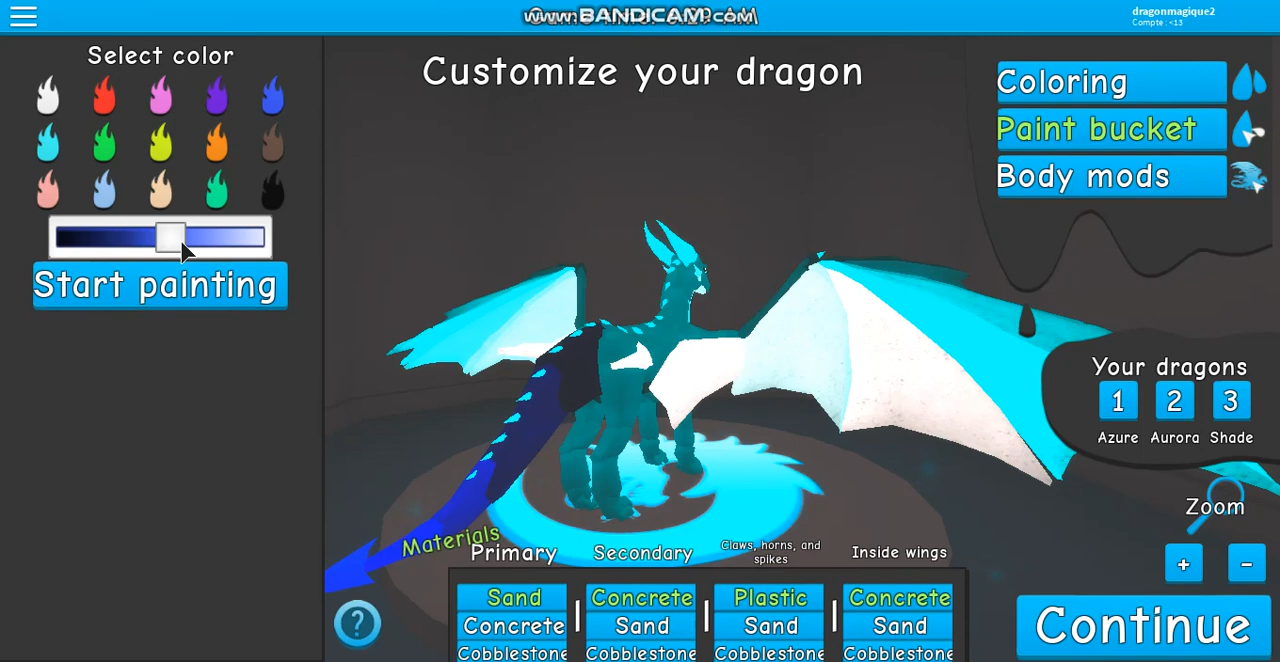 www.BANDICAM.com
dragonmagique2
Compte : <13
Select color
Customize your dragon
Coloring
Paint bucket
Body mods
Start painting
Your dragons
1 2 3
Azure Aurora Shade
Zoom
+ -
Materials
Primary Secondary Claws, horns, and spikes Inside wings
Sand Concrete Plastic Concrete
Concrete Sand Sand Sand
Cobblestone Cobblestone Cobblestone Cobblestone
?
Continue